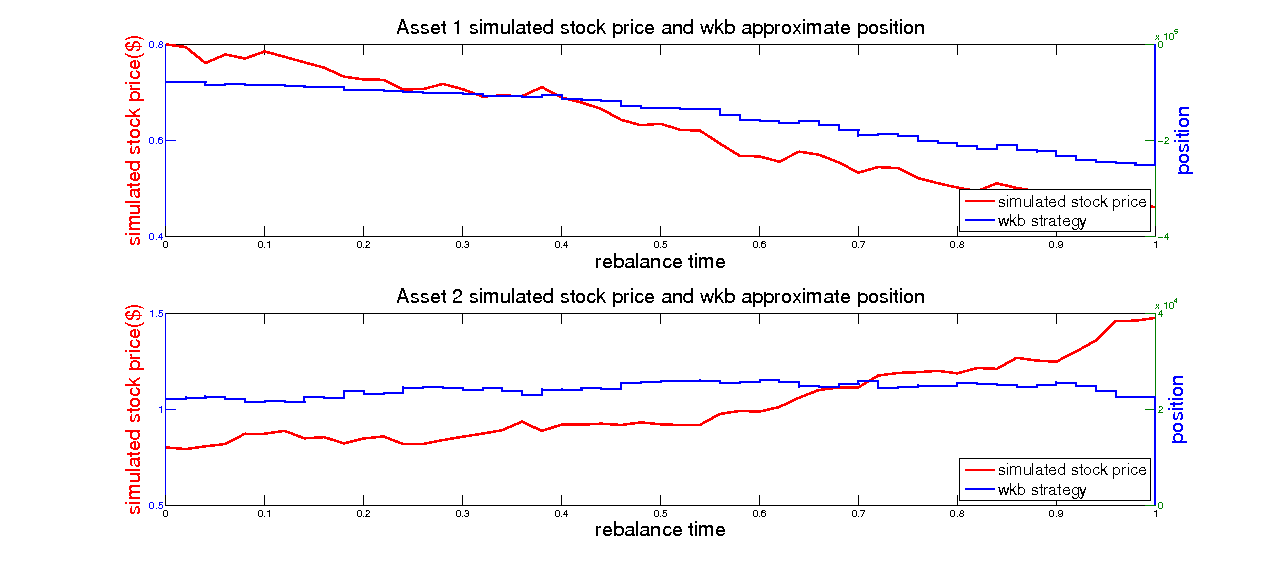 Asset 1 simulated stock price and wkb approximate position
simulated stock price($)
0.8
0.6
0.4
x 10^5
0
-2
-4
position
simulated stock price
wkb strategy
0 0.1 0.2 0.3 0.4 0.5 0.6 0.7 0.8 0.9 1
rebalance time
Asset 2 simulated stock price and wkb approximate position
simulated stock price($)
1.5
1
0.5
x 10^4
4
2
0
position
simulated stock price
wkb strategy
0 0.1 0.2 0.3 0.4 0.5 0.6 0.7 0.8 0.9 1
rebalance time